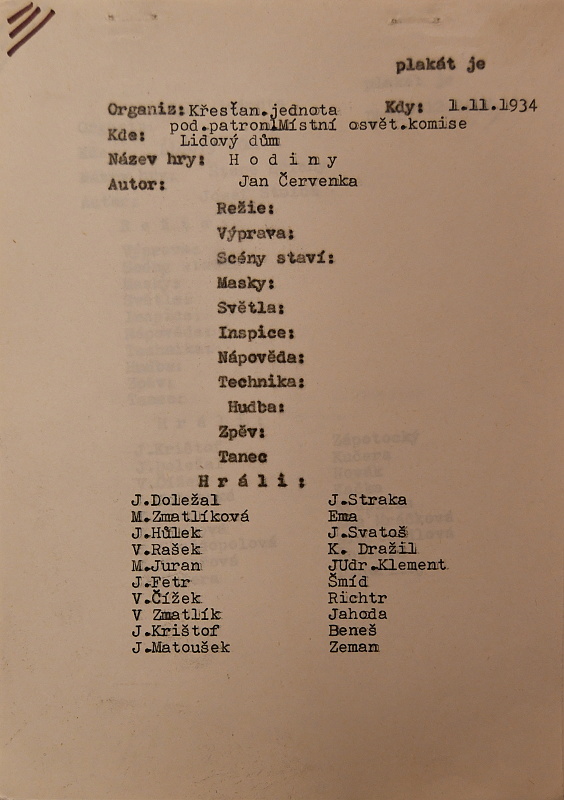 plakát je
Organiz: Křesťan.jednota Kdy: 1.11.1934
pod.patron.Místní osvět.komise
Kde: Lidový dům
Název hry: H o d i n y
Autor: Jan Červenka
Režie:
Výprava:
Scény staví:
Masky:
Světla:
Inspice:
Nápověda:
Technika:
Hudba:
Zpěv:
Tanec
H r á l i :
J.Doležal J.Straka
M.Zmatlíková Ema
J.Hůlek J.Svatoš
V.Rašek K. Dražil
M.Juran JUdr.Klement
J.Fetr Šmíd
V.Čížek Richtr
V Zmatlík Jahoda
J.Krištof Beneš
J.Matoušek Zeman